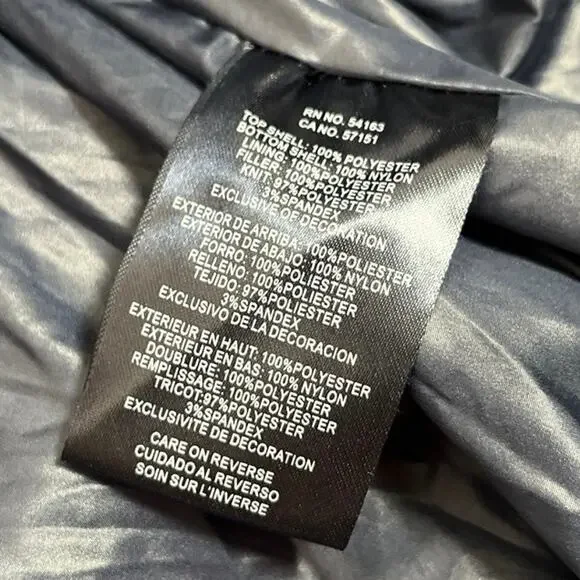 RN NO. 54163
CA NO. 57151
TOP SHELL: 100% POLYESTER
BOTTOM SHELL: 100% NYLON
LINING: 100% POLYESTER
FILLER: 100% POLYESTER
KNIT: 97% POLYESTER
3%SPANDEX
EXCLUSIVE OF DECORATION
EXTERIOR DE ARRIBA: 100%POLIESTER
EXTERIOR DE ABAJO: 100% NYLON
FORRO: 100%POLIESTER
RELLENO: 100%POLIESTER
TEJIDO: 97%POLIESTER
3%SPANDEX
EXCLUSIVO DE LA DECORACION
EXTERIEUR EN HAUT: 100%POLYESTER
EXTERIEUR EN BAS: 100% NYLON
DOUBLURE: 100%POLYESTER
REMPLISSAGE: 100%POLYESTER
TRICOT:97%POLYESTER
3%SPANDEX
EXCLUSIVITE DE DECORATION
CARE ON REVERSE
CUIDADO AL REVERSO
SOIN SUR L'INVERSE